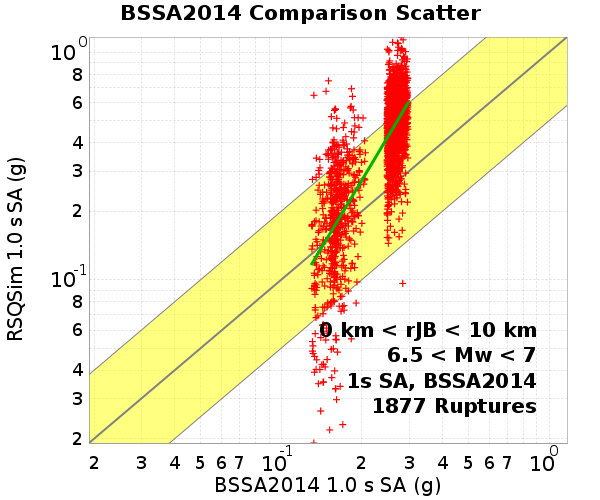 BSSA2014 Comparison Scatter
RSQSim 1.0 s SA (g)
10^0
8
6
4
3
2
10^-1
8
6
4
3
2
0 km < rJB < 10 km
6.5 < Mw < 7
1s SA, BSSA2014
1877 Ruptures
2 3 4 5 6 7 10^-1 2 3 4 5 6 7 10^0
BSSA2014 1.0 s SA (g)